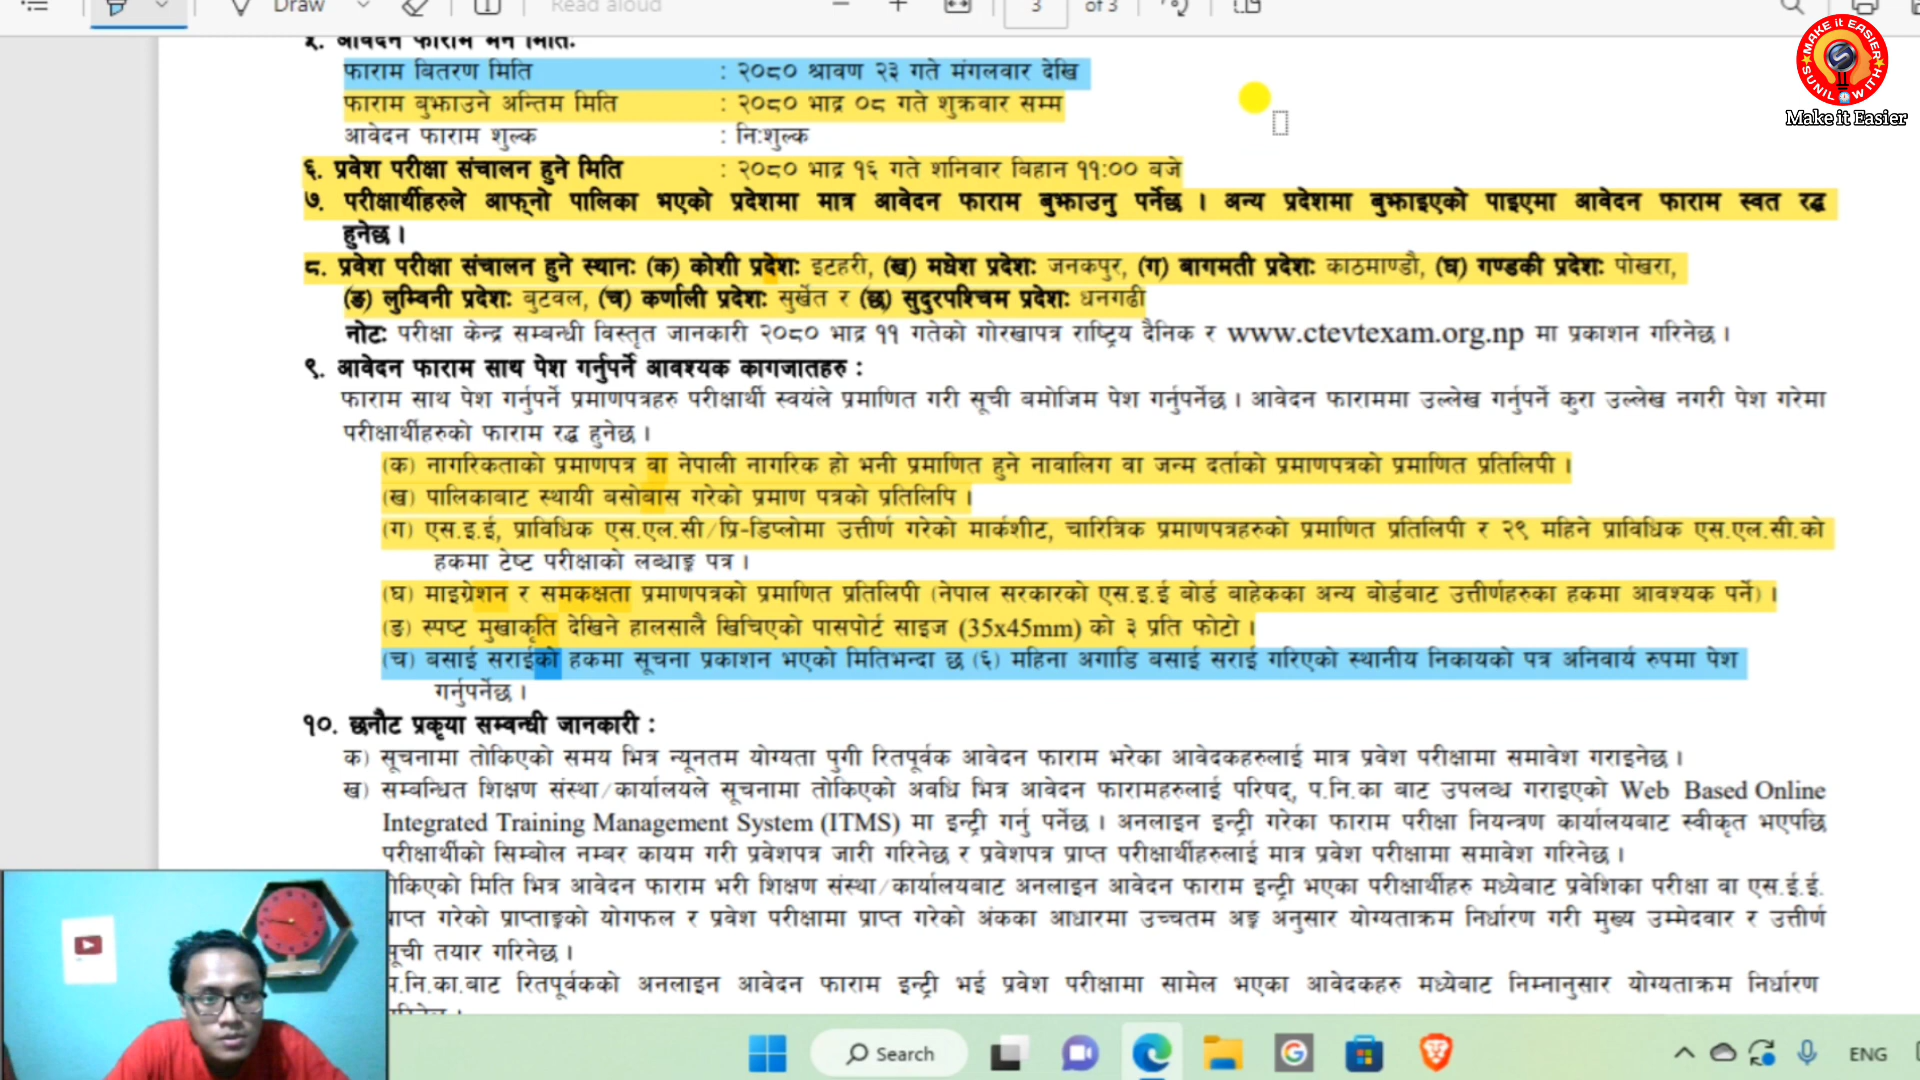 Draw
Read aloud
3 of 3
MAKE iT EASIER
SUNIL WITH
Make it Easier
५. आवेदन फाराम भर्ने मिति:
फाराम बितरण मिति : २०८० श्रावण २३ गते मंगलवार देखि
फाराम बुझाउने अन्तिम मिति : २०८० भाद्र ०८ गते शुक्रवार सम्म
आवेदन फाराम शुल्क : नि:शुल्क
६. प्रवेश परीक्षा संचालन हुने मिति : २०८० भाद्र १६ गते शनिवार बिहान ११:०० बजे
७. परीक्षार्थीहरुले आफ्नो पालिका भएको प्रदेशमा मात्र आवेदन फाराम बुझाउनु पर्नेछ । अन्य प्रदेशमा बुझाइएको पाइएमा आवेदन फाराम स्वत रद्ध
हुनेछ ।
८. प्रवेश परीक्षा संचालन हुने स्थान: (क) कोशी प्रदेश: इटहरी, (ख) मधेश प्रदेश: जनकपुर, (ग) बागमती प्रदेश: काठमाण्डौ, (घ) गण्डकी प्रदेश: पोखरा,
(ङ) लुम्विनी प्रदेश: बुटवल, (च) कर्णाली प्रदेश: सुर्खेत र (छ) सुदुरपश्चिम प्रदेश: धनगढी
नोट: परीक्षा केन्द्र सम्बन्धी विस्तृत जानकारी २०८० भाद्र ११ गतेको गोरखापत्र राष्ट्रिय दैनिक र www.ctevtexam.org.np मा प्रकाशन गरिनेछ ।
९. आवेदन फाराम साथ पेश गर्नुपर्ने आवश्यक कागजातहरु :
फाराम साथ पेश गर्नुपर्ने प्रमाणपत्रहरु परीक्षार्थी स्वयंले प्रमाणित गरी सूची बमोजिम पेश गर्नुपर्नेछ । आवेदन फाराममा उल्लेख गर्नुपर्ने कुरा उल्लेख नगरी पेश गरेमा
परीक्षार्थीहरुको फाराम रद्ध हुनेछ ।
(क) नागरिकताको प्रमाणपत्र वा नेपाली नागरिक हो भनी प्रमाणित हुने नावालिग वा जन्म दर्ताको प्रमाणपत्रको प्रमाणित प्रतिलिपी ।
(ख) पालिकाबाट स्थायी बसोबास गरेको प्रमाण पत्रको प्रतिलिपि ।
(ग) एस.इ.ई, प्राविधिक एस.एल.सी/प्रि-डिप्लोमा उत्तीर्ण गरेको मार्कशीट, चारित्रिक प्रमाणपत्रहरुको प्रमाणित प्रतिलिपी र २९ महिने प्राविधिक एस.एल.सी.को
हकमा टेष्ट परीक्षाको लब्धाङ्क पत्र ।
(घ) माइग्रेशन र समकक्षता प्रमाणपत्रको प्रमाणित प्रतिलिपी (नेपाल सरकारको एस.इ.ई बोर्ड बाहेकका अन्य बोर्डबाट उत्तीर्णहरुका हकमा आवश्यक पर्ने) ।
(ङ) स्पष्ट मुखाकृति देखिने हालसालै खिचिएको पासपोर्ट साइज (35x45mm) को ३ प्रति फोटो ।
(च) बसाई सराईको हकमा सूचना प्रकाशन भएको मितिभन्दा छ (६) महिना अगाडि बसाई सराई गरिएको स्थानीय निकायको पत्र अनिवार्य रुपमा पेश
गर्नुपर्नेछ ।
१०. छनौट प्रकृया सम्वन्धी जानकारी :
क) सूचनामा तोकिएको समय भित्र न्यूनतम योग्यता पुगी रितपूर्वक आवेदन फाराम भरेका आवेदकहरुलाई मात्र प्रवेश परीक्षामा समावेश गराइनेछ ।
ख) सम्बन्धित शिक्षण संस्था/कार्यालयले सूचनामा तोकिएको अवधि भित्र आवेदन फारामहरुलाई परिषद्, प.नि.का बाट उपलब्ध गराइएको Web Based Online
Integrated Training Management System (ITMS) मा इन्ट्री गर्नु पर्नेछ । अनलाइन इन्ट्री गरेका फाराम परीक्षा नियन्त्रण कार्यालयबाट स्वीकृत भएपछि
परीक्षार्थीको सिम्बोल नम्बर कायम गरी प्रवेशपत्र जारी गरिनेछ र प्रवेशपत्र प्राप्त परीक्षार्थीहरुलाई मात्र प्रवेश परीक्षामा समावेश गरिनेछ ।
तोकिएको मिति भित्र आवेदन फाराम भरी शिक्षण संस्था/कार्यालयबाट अनलाइन आवेदन फाराम इन्ट्री भएका परीक्षार्थीहरु मध्येबाट प्रवेशिका परीक्षा वा एस.ई.ई.
प्राप्त गरेको प्राप्ताङ्कको योगफल र प्रवेश परीक्षामा प्राप्त गरेको अंकका आधारमा उच्चतम अङ्क अनुसार योग्यताक्रम निर्धारण गरी मुख्य उम्मेदवार र उत्तीर्ण
सूची तयार गरिनेछ ।
प.नि.का.बाट रितपूर्वकको अनलाइन आवेदन फाराम इन्ट्री भई प्रवेश परीक्षामा सामेल भएका आवेदकहरु मध्येबाट निम्नानुसार योग्यताक्रम निर्धारण
Search
ENG